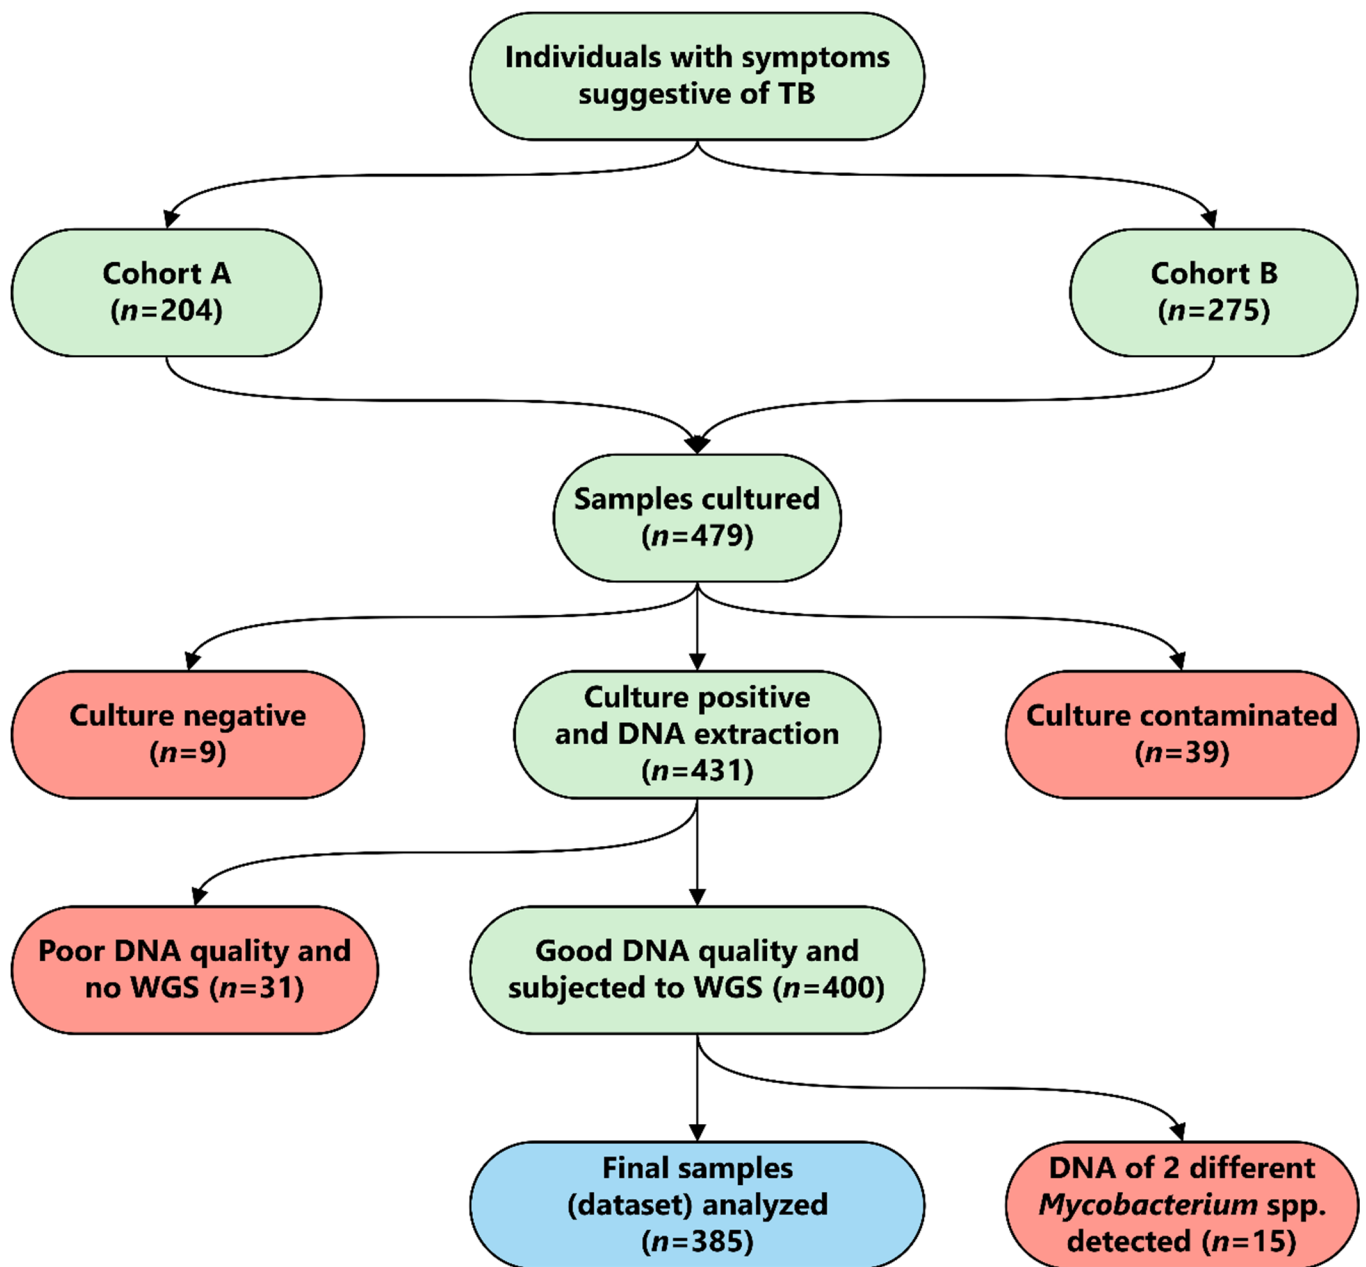 Individuals with symptoms
suggestive of TB
Cohort A
(n=204)
Cohort B
(n=275)
Samples cultured
(n=479)
Culture negative
(n=9)
Culture positive
and DNA extraction
(n=431)
Culture contaminated
(n=39)
Poor DNA quality and
no WGS (n=31)
Good DNA quality and
subjected to WGS (n=400)
Final samples
(dataset) analyzed
(n=385)
DNA of 2 different
Mycobacterium spp.
detected (n=15)